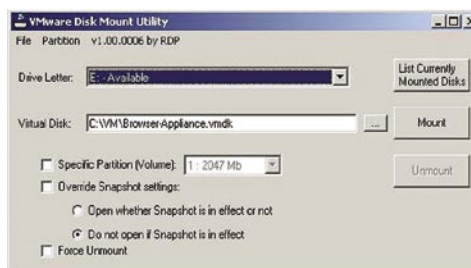 VMware Disk Mount Utility
File Partition v1.00.0006 by RDP
Drive Letter: E: - Available
List Currently
Mounted Disks
Virtual Disk: C:\VM\Browser-Appliance.vmdk ... Mount
Specific Partition (Volume): 1 : 2047 Mb
Unmount
Override Snapshot settings:
Open whether Snapshot is in effect or not
Do not open if Snapshot is in effect
Force Unmount